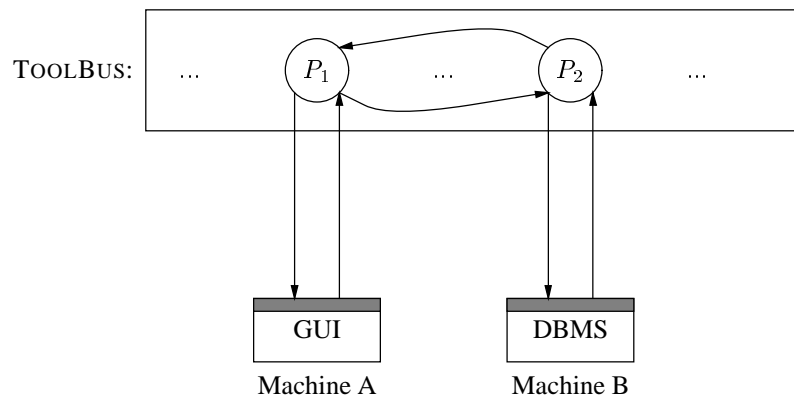 TOOLBUS: ... P1 ... P2 ...
GUI DBMS
Machine A Machine B